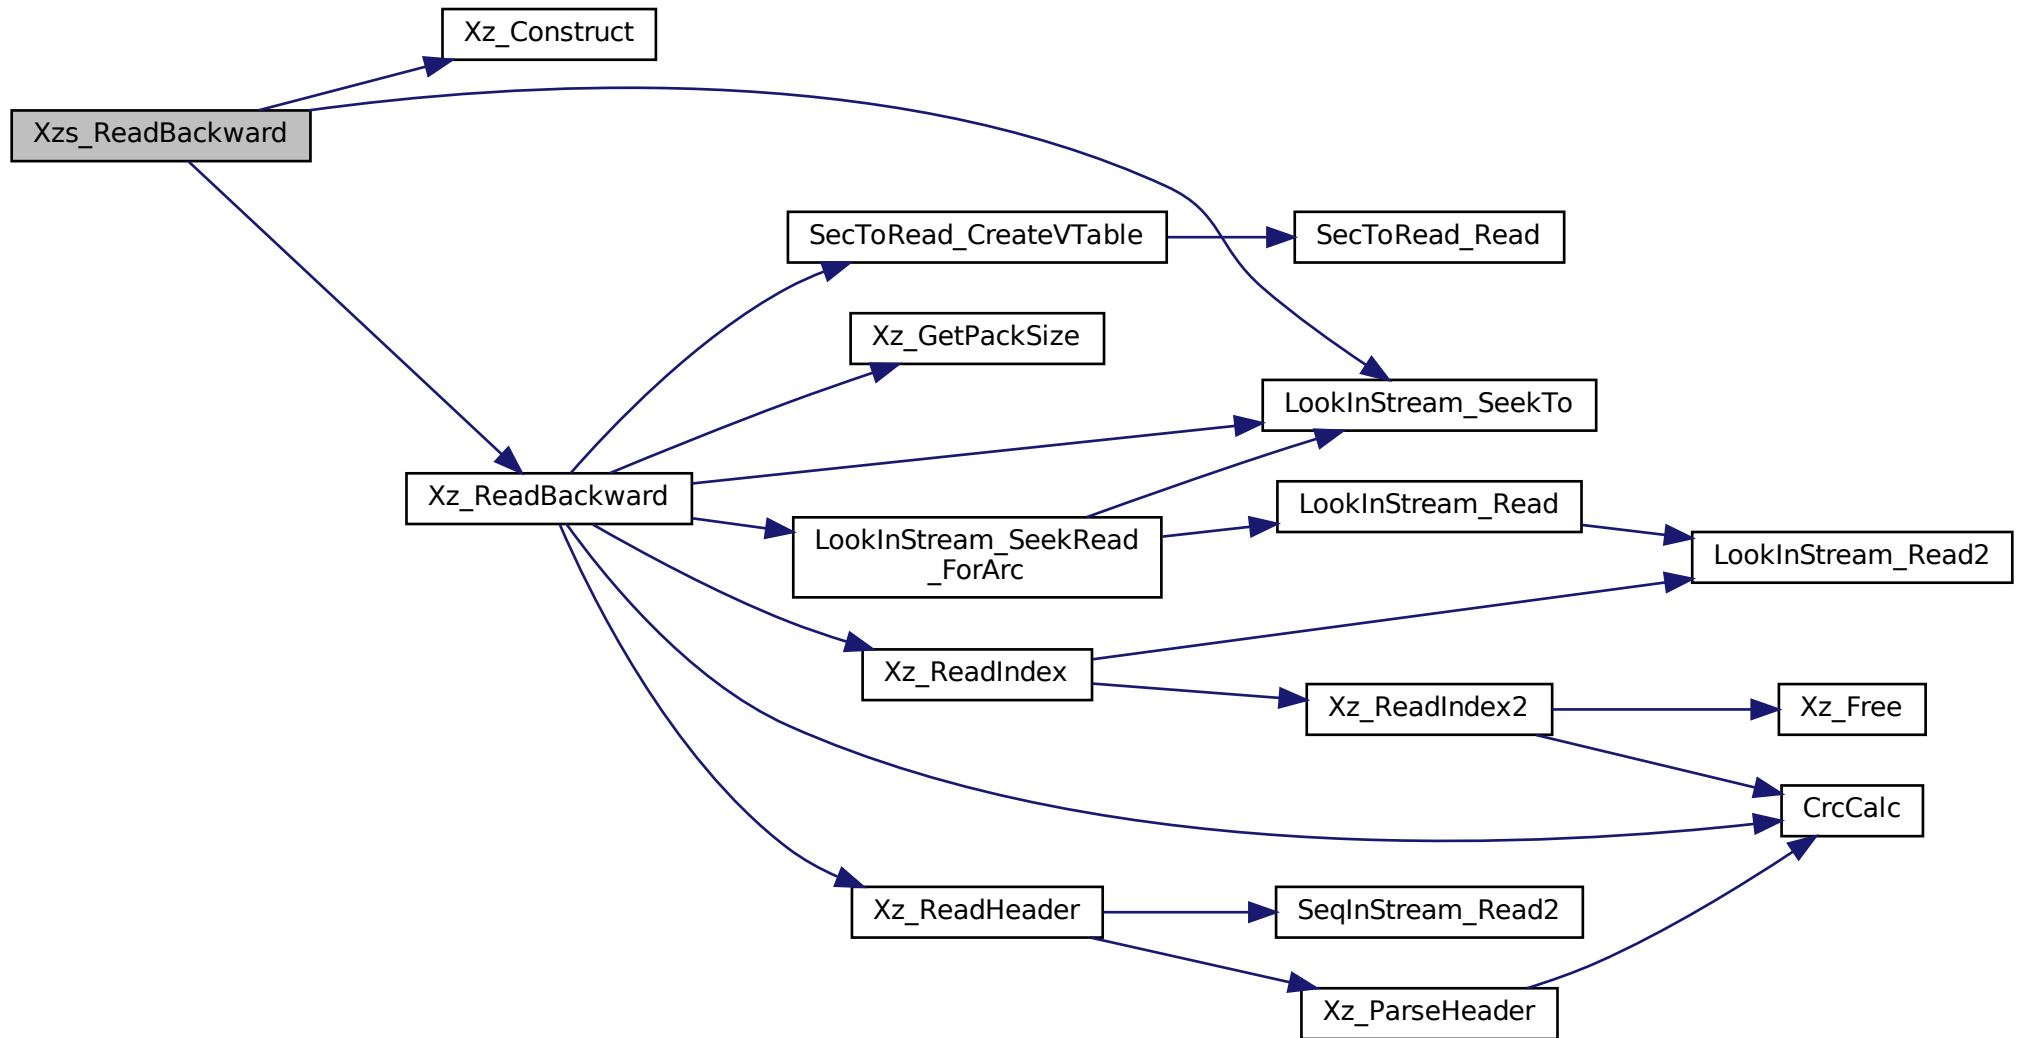 Xz_Construct
Xzs_ReadBackward
SecToRead_CreateVTable
SecToRead_Read
Xz_GetPackSize
LookInStream_SeekTo
Xz_ReadBackward
LookInStream_Read
LookInStream_SeekRead
_ForArc
LookInStream_Read2
Xz_ReadIndex
Xz_ReadIndex2
Xz_Free
CrcCalc
Xz_ReadHeader
SeqInStream_Read2
Xz_ParseHeader